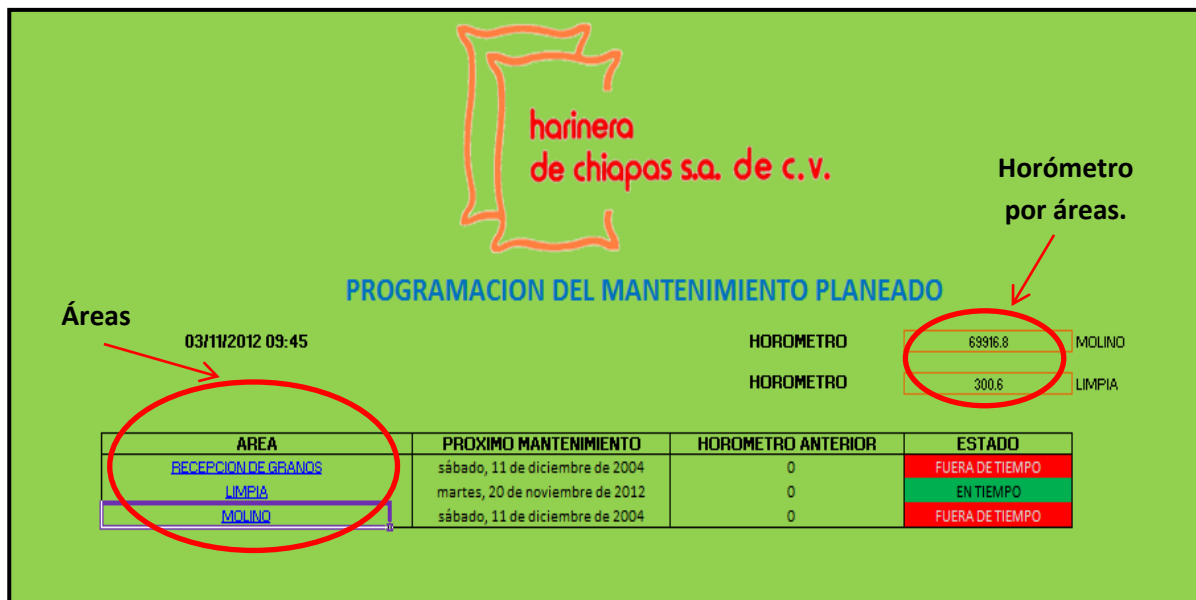 harinera
de chiapas s.a. de c.v.
Horómetro
por áreas.
PROGRAMACION DEL MANTENIMIENTO PLANEADO
Áreas
03/11/2012 09:45 HOROMETRO 69916.8 MOLINO
HOROMETRO 300.6 LIMPIA
AREA PROXIMO MANTENIMIENTO HOROMETRO ANTERIOR ESTADO
RECEPCION DE GRANOS sábado, 11 de diciembre de 2004 0 FUERA DE TIEMPO
LIMPIA martes, 20 de noviembre de 2012 0 EN TIEMPO
MOLINO sábado, 11 de diciembre de 2004 0 FUERA DE TIEMPO